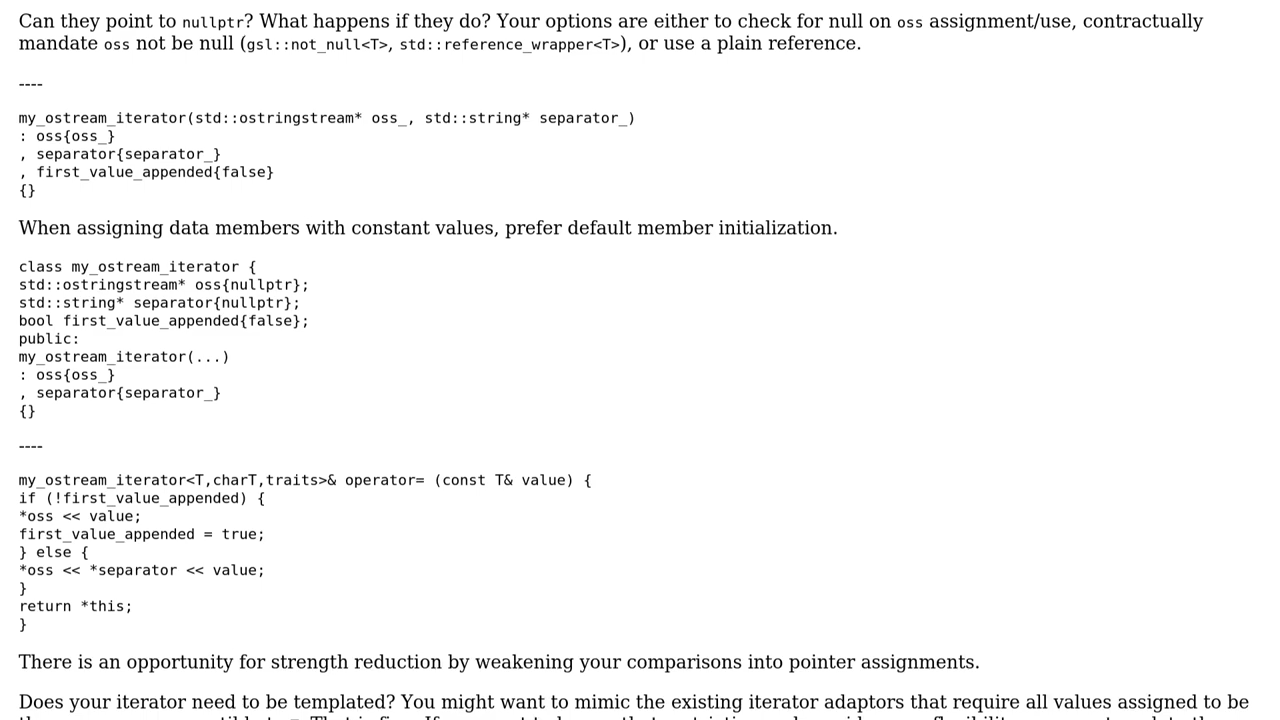 Can they point to nullptr? What happens if they do? Your options are either to check for null on oss assignment/use, contractually
mandate oss not be null (gsl::not_null<T>, std::reference_wrapper<T>), or use a plain reference.
----
my_ostream_iterator(std::ostringstream* oss_, std::string* separator_)
: oss{oss_}
, separator{separator_}
, first_value_appended{false}
{}
When assigning data members with constant values, prefer default member initialization.
class my_ostream_iterator {
std::ostringstream* oss{nullptr};
std::string* separator{nullptr};
bool first_value_appended{false};
public:
my_ostream_iterator(...)
: oss{oss_}
, separator{separator_}
{}
----
my_ostream_iterator<T,charT,traits>& operator= (const T& value) {
if (!first_value_appended) {
*oss << value;
first_value_appended = true;
} else {
*oss << *separator << value;
}
return *this;
}
There is an opportunity for strength reduction by weakening your comparisons into pointer assignments.
Does your iterator need to be templated? You might want to mimic the existing iterator adaptors that require all values assigned to be